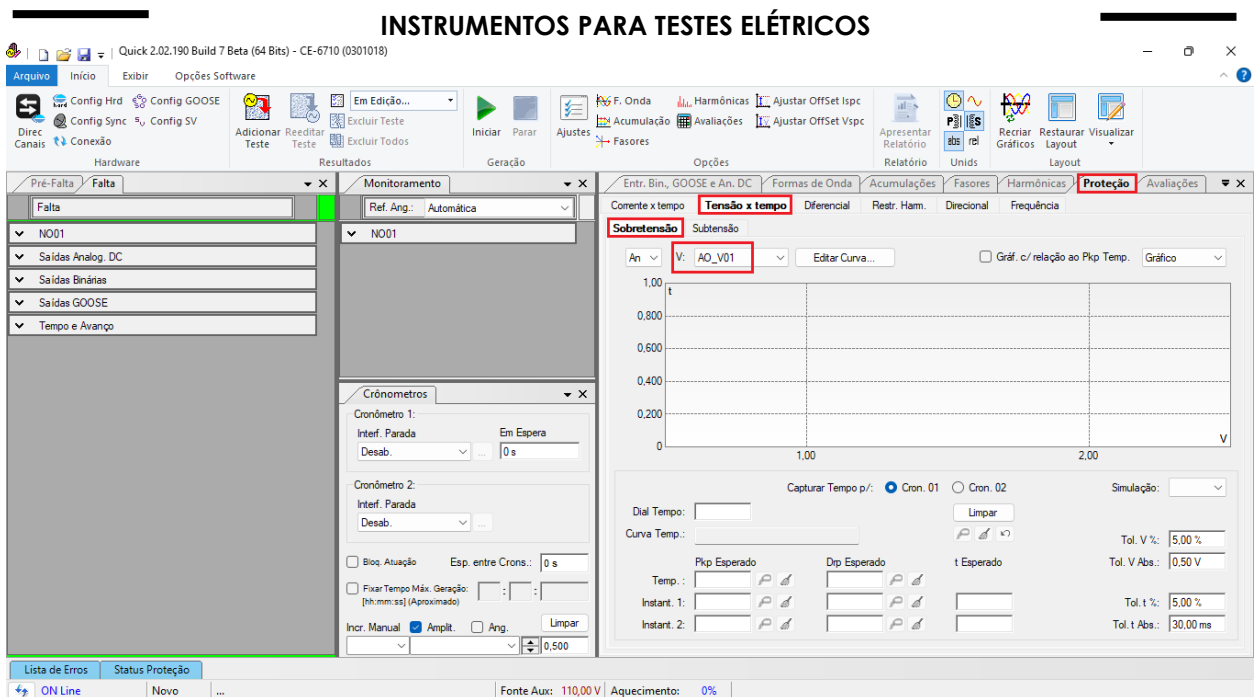 INSTRUMENTOS PARA TESTES ELÉTRICOS
Quick 2.02.190 Build 7 Beta (64 Bits) - CE-6710 (0301018)
Arquivo Início Exibir Opções Software
Direc Canais
Config Hrd Config GOOSE
Config Sync Config SV
Conexão
Hardware
Adicionar Teste
Reeditar Teste
Em Edição...
Excluir Teste
Excluir Todos
Resultados
Iniciar Parar
Geração
Ajustes
F. Onda Harmônicas Ajustar OffSet Ispc
Acumulação Avaliações Ajustar OffSet Vspc
Fasores
Opções
Apresentar Relatório
Relatório
abs rel
Unids
Recriar Gráficos
Restaurar Layout
Visualizar
Layout
Pré-Falta Falta
Falta
NO01
Saídas Analog. DC
Saídas Binárias
Saídas GOOSE
Tempo e Avanço
Monitoramento
Ref. Ang.: Automática
NO01
Crônometros
Cronômetro 1:
Interf. Parada Em Espera
Desab. ... 0 s
Cronômetro 2:
Interf. Parada
Desab. ...
Bloq. Atuação Esp. entre Crons.: 0 s
Fixar Tempo Máx. Geração: : :
[hh:mm:ss] (Aproximado)
Incr. Manual Amplit. Ang. Limpar
0,500
Entr. Bin., GOOSE e An. DC Formas de Onda Acumulações Fasores Harmônicas Proteção Avaliações
Corrente x tempo Tensão x tempo Diferencial Restr. Harm. Direcional Frequência
Sobretensão Subtensão
An V: AO_V01 Editar Curva... Gráf. c/ relação ao Pkp Temp. Gráfico
1,00 t
0,800
0,600
0,400
0,200
0 V
1,00 2,00
Capturar Tempo p/: Cron. 01 Cron. 02 Simulação:
Dial Tempo: Limpar
Curva Temp.: Tol. V %: 5,00 %
Pkp Esperado Drp Esperado t Esperado Tol. V Abs.: 0,50 V
Temp. :
Instant. 1: Tol. t %: 5,00 %
Instant. 2: Tol. t Abs.: 30,00 ms
Lista de Erros Status Proteção
ON Line Novo ... Fonte Aux: 110,00 V Aquecimento: 0%